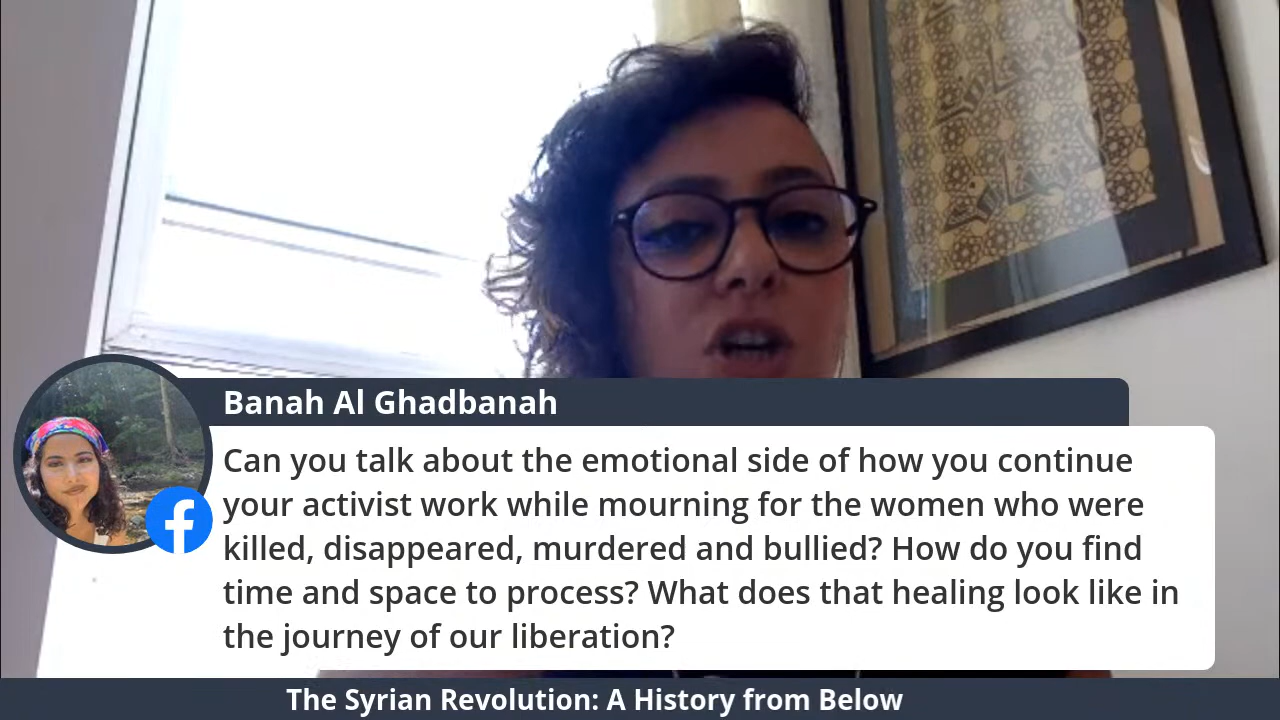 Banah Al Ghadbanah
Can you talk about the emotional side of how you continue
your activist work while mourning for the women who were
killed, disappeared, murdered and bullied? How do you find
time and space to process? What does that healing look like in
the journey of our liberation?
The Syrian Revolution: A History from Below